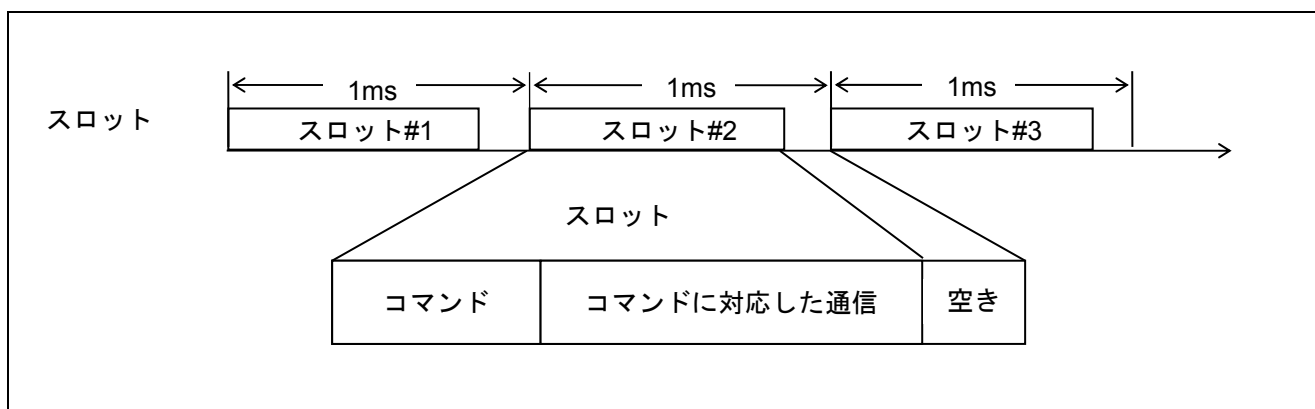 1ms 1ms 1ms
スロット スロット#1 スロット#2 スロット#3
スロット
コマンド コマンドに対応した通信 空き